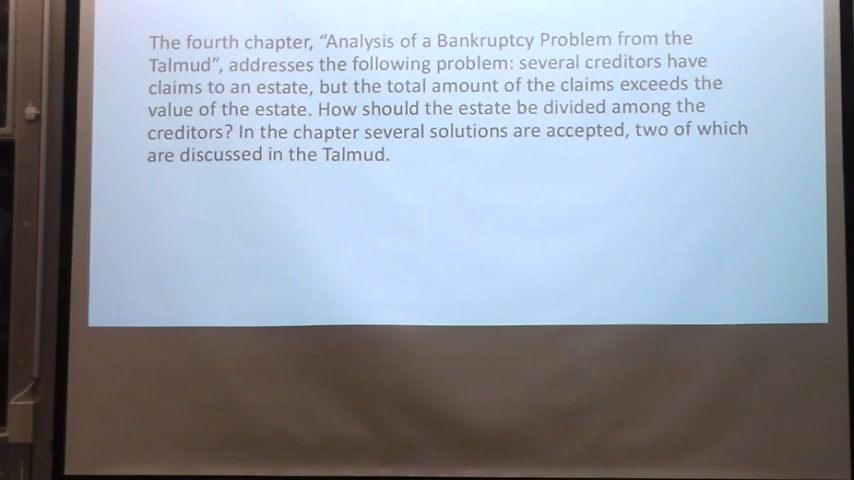 The fourth chapter, “Analysis of a Bankruptcy Problem from the
Talmud”, addresses the following problem: several creditors have
claims to an estate, but the total amount of the claims exceeds the
value of the estate. How should the estate be divided among the
creditors? In the chapter several solutions are accepted, two of which
are discussed in the Talmud.